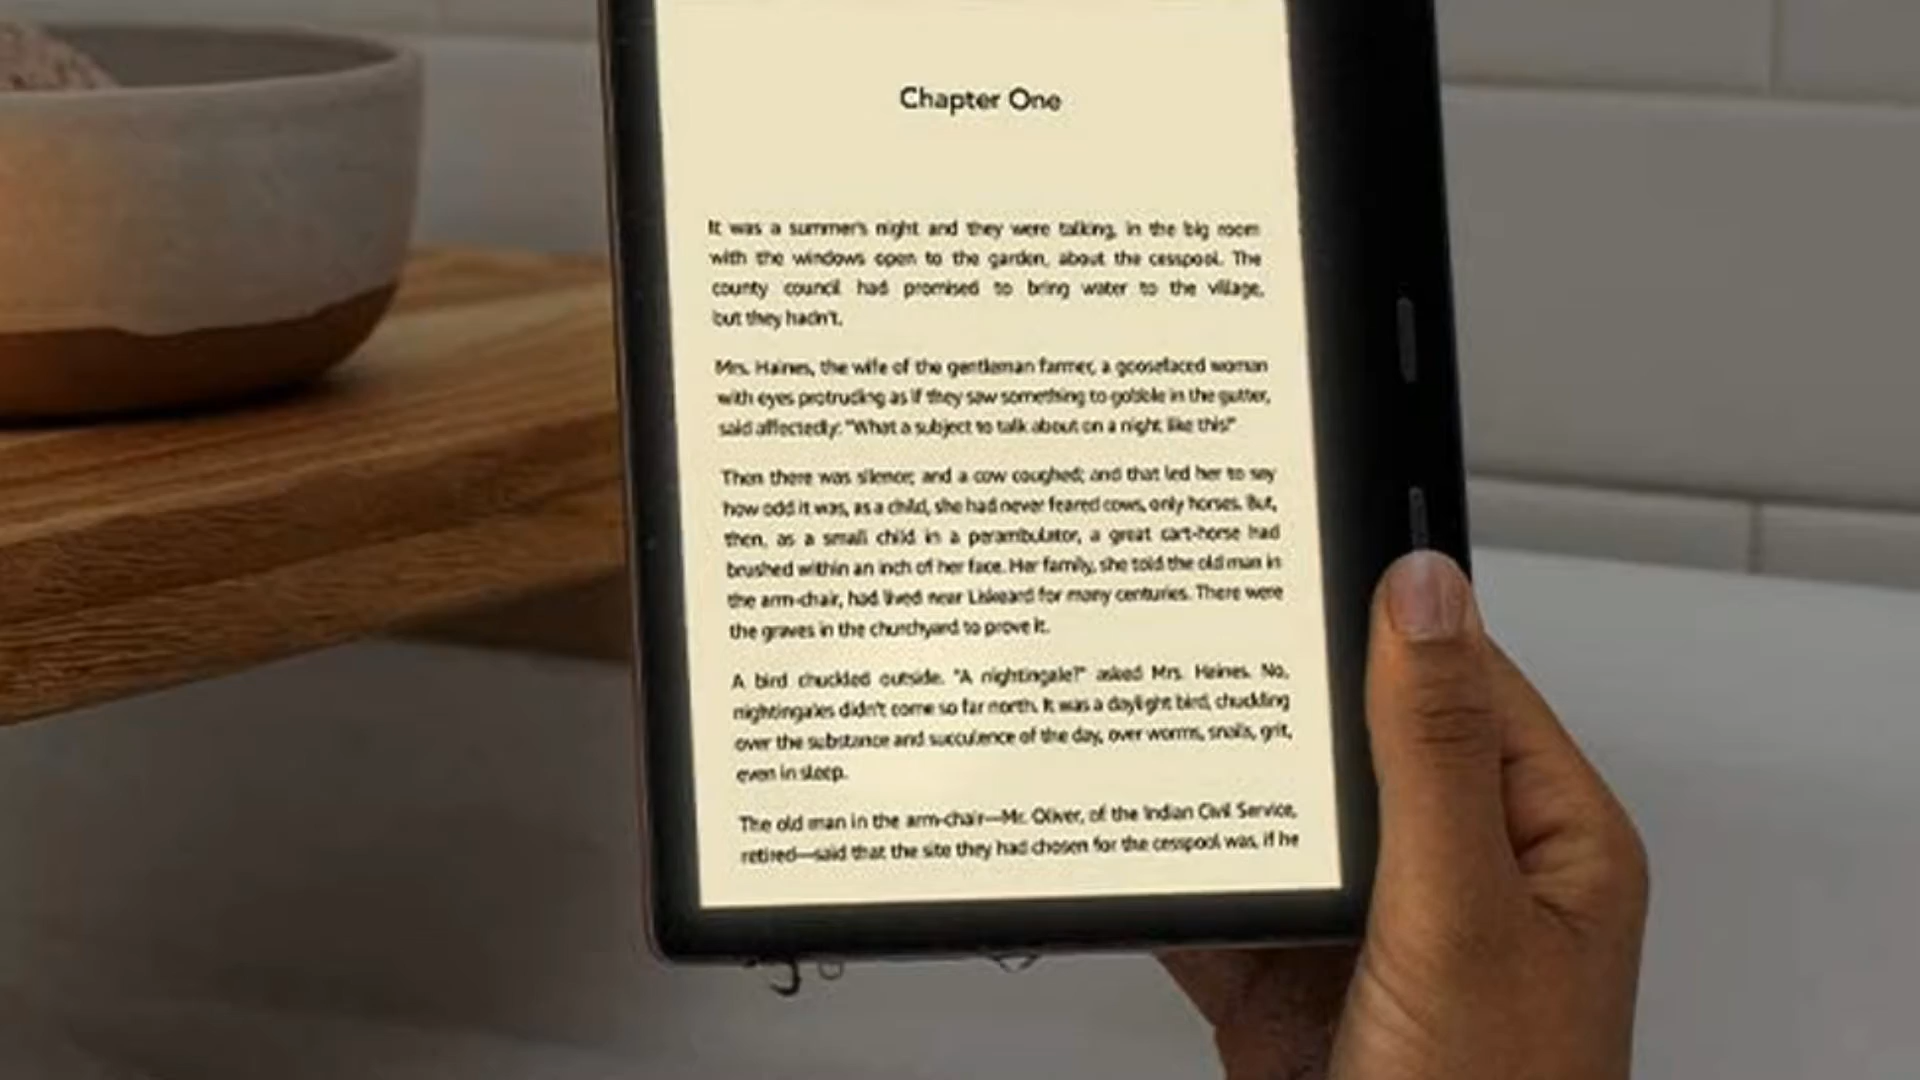 Chapter One
It was a summer's night and they were talking, in the big room
with the windows open to the garden, about the cesspool. The
county council had promised to bring water to the village,
but they hadn't.
Mrs. Haines, the wife of the gentleman farmer, a goosefaced woman
with eyes protruding as if they saw something to gobble in the gutter,
said affectedly: "What a subject to talk about on a night like this!"
Then there was silence; and a cow coughed; and that led her to say
how odd it was, as a child, she had never feared cows, only horses. But,
then, as a small child in a perambulator, a great cart-horse had
brushed within an inch of her face. Her family, she told the old man in
the arm-chair, had lived near Liskeard for many centuries. There were
the graves in the churchyard to prove it.
A bird chuckled outside. "A nightingale?" asked Mrs. Haines. No,
nightingales didn't come so far north. It was a daylight bird, chuckling
over the substance and succulence of the day, over worms, snails, grit,
even in sleep.
The old man in the arm-chair—Mr. Oliver, of the Indian Civil Service,
retired—said that the site they had chosen for the cesspool was, if he